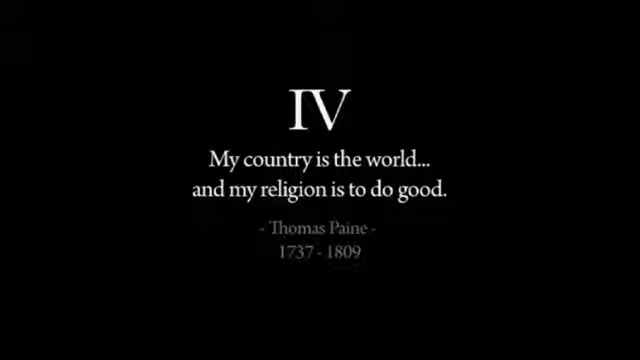 IV
My country is the world...
and my religion is to do good.
- Thomas Paine -
1737 - 1809